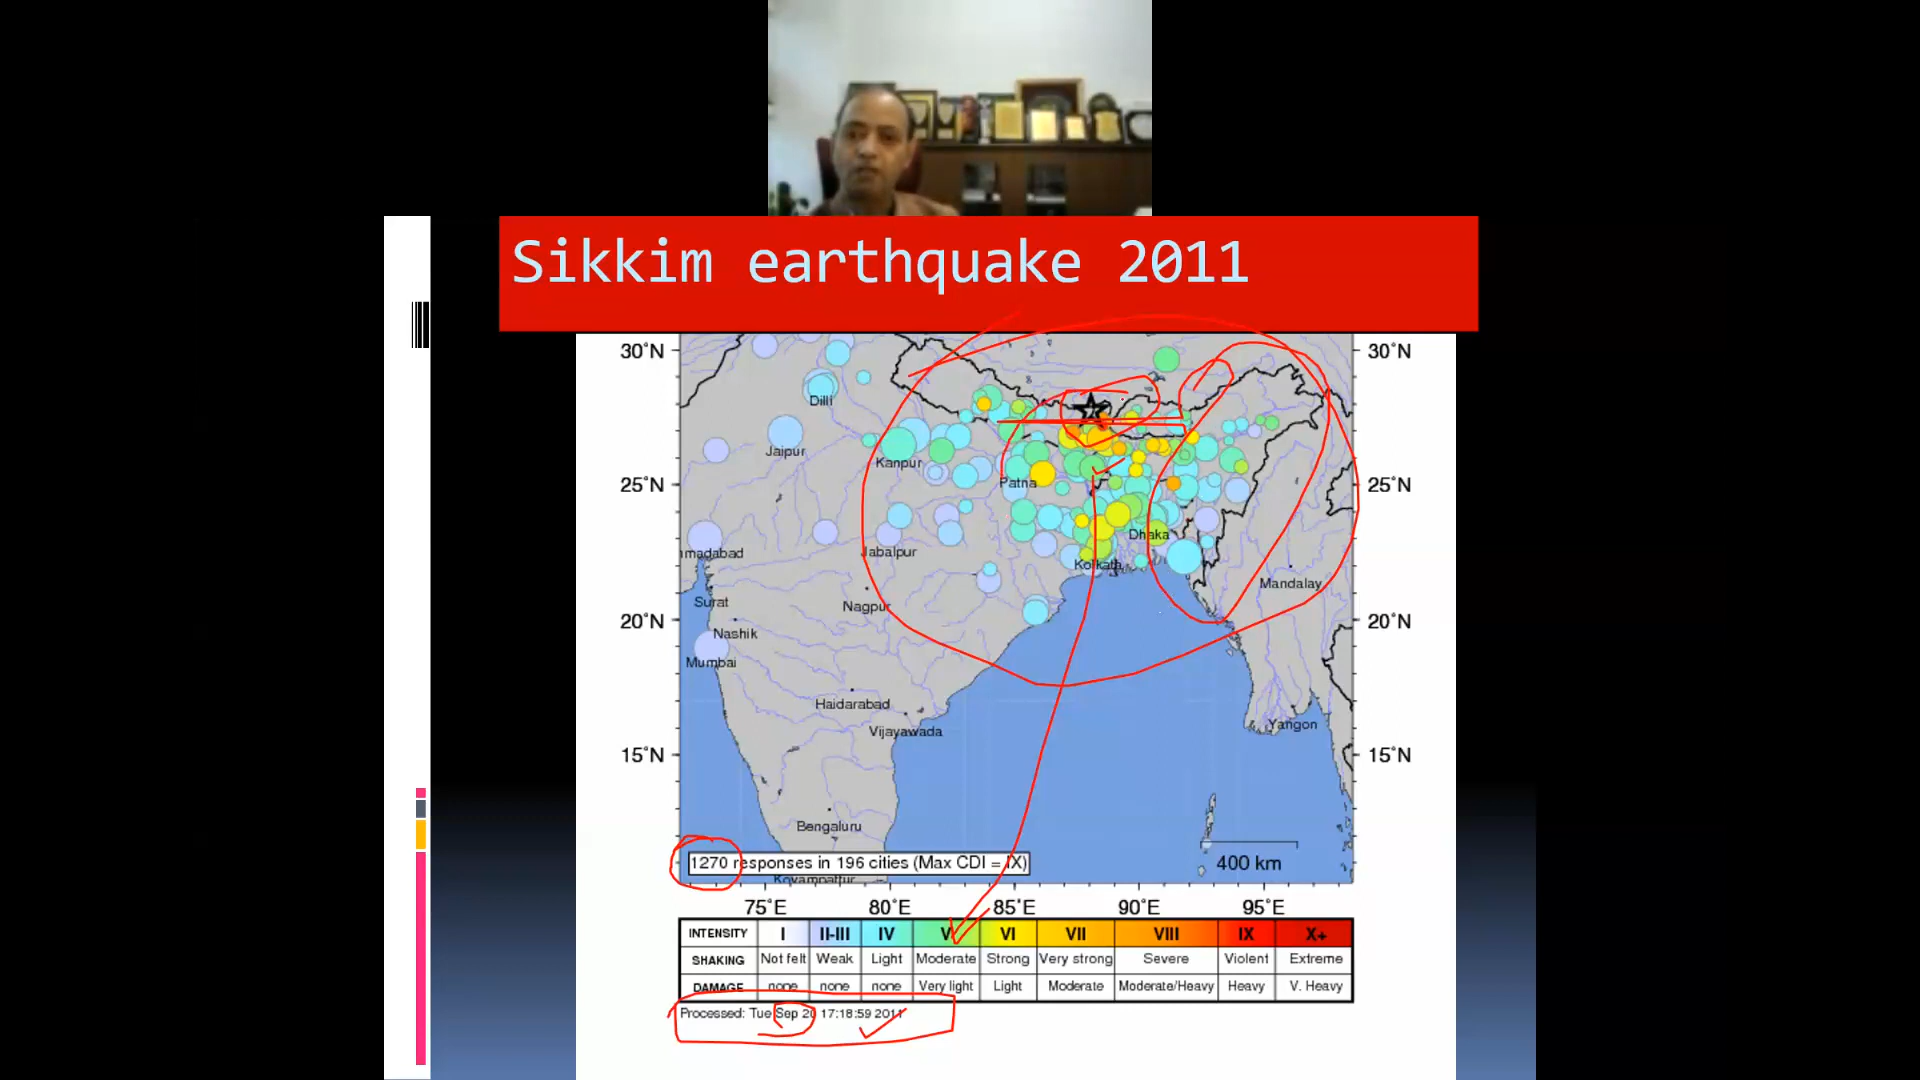 Sikkim earthquake 2011
30°N
30°N
Dilli
Jaipur
Kanpur
Patna
25°N
25°N
Dhaka
Jabalpur
Kolkata
Mandalay
Surat
Nagpur
20°N
20°N
Nashik
Mumbai
Haidarabad
Yangon
Vijayawada
15°N
15°N
Bengaluru
1270 responses in 196 cities (Max CDI = IX)
400 km
75°E 80°E 85°E 90°E 95°E
INTENSITY I II-III IV V VI VII VIII IX X+
SHAKING Not felt Weak Light Moderate Strong Very strong Severe Violent Extreme
DAMAGE none none none Very light Light Moderate Moderate/Heavy Heavy V. Heavy
Processed: Tue Sep 20 17:18:59 2011